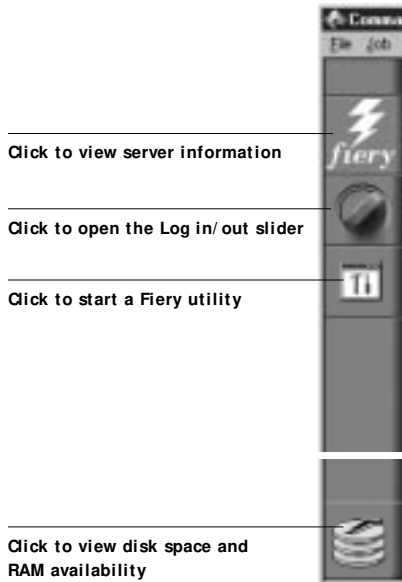 Comma
File Job
fiery
Click to view server information
Click to open the Log in/out slider
Click to start a Fiery utility
Click to view disk space and
RAM availability